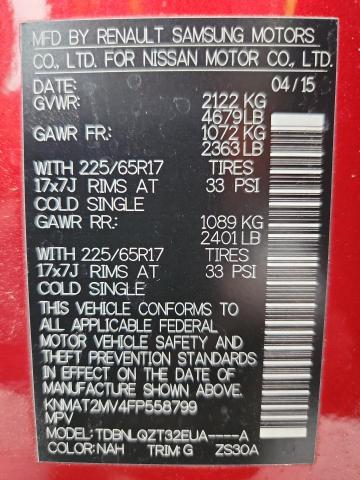 MFD BY RENAULT SAMSUNG MOTORS
CO., LTD. FOR NISSAN MOTOR CO., LTD.
DATE: 04/15
GVWR: 2122 KG
4679LB
GAWR FR: 1072 KG
2363 LB
WITH 225/65R17 TIRES
17x7J RIMS AT 33 PSI
COLD SINGLE
GAWR RR: 1089 KG
2401 LB
WITH 225/65R17 TIRES
17x7J RIMS AT 33 PSI
COLD SINGLE
THIS VEHICLE CONFORMS TO
ALL APPLICABLE FEDERAL
MOTOR VEHICLE SAFETY AND
THEFT PREVENTION STANDARDS
IN EFFECT ON THE DATE OF
MANUFACTURE SHOWN ABOVE.
KNMAT2MV4FP558799
MPV
MODEL: TDBNLQZT32EUA----A
COLOR: NAH TRIM: G ZS30A